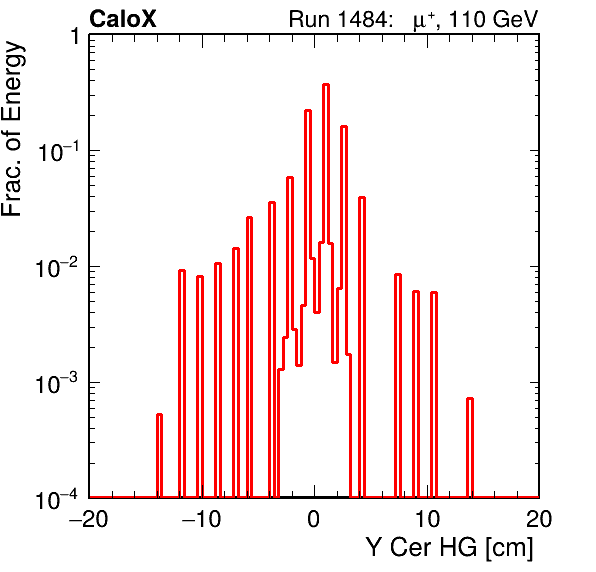 CaloX Run 1484: μ⁺, 110 GeV
Frac. of Energy
1
10⁻¹
10⁻²
10⁻³
10⁻⁴
−20 −10 0 10 20
Y Cer HG [cm]